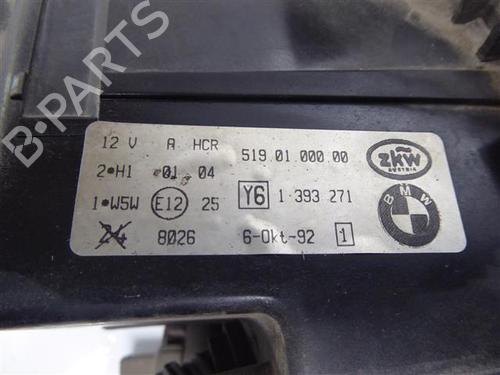 12 V A HCR 519.01.000.00 zkw AUSTRIA
2*H1 01 04
1*W5W E12 25 Y6 1 393 271 BMW
24 8026 6-Okt-92 1
B-PARTS